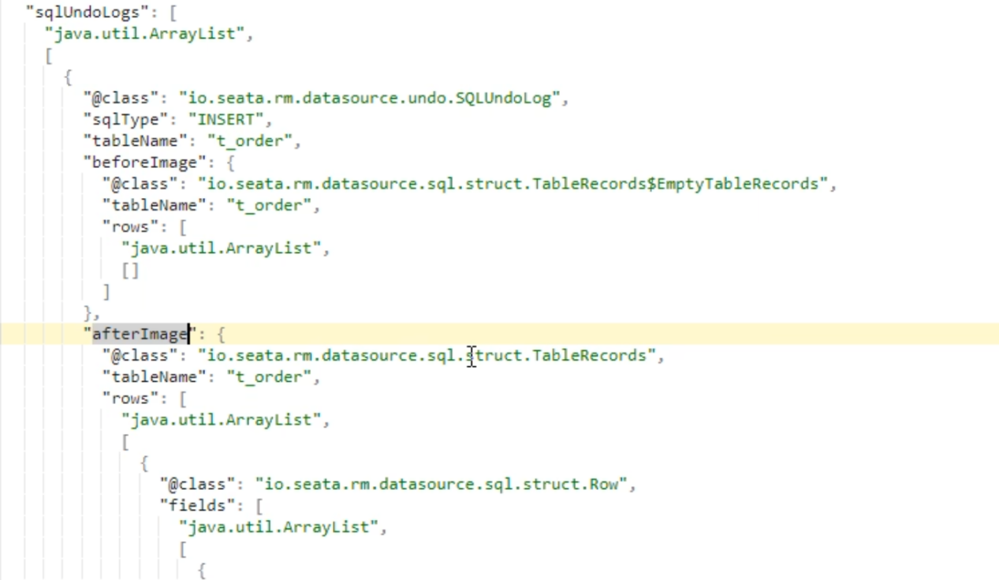 "sqlUndoLogs": [
"java.util.ArrayList",
[
{
"@class": "io.seata.rm.datasource.undo.SQLUndoLog",
"sqlType": "INSERT",
"tableName": "t_order",
"beforeImage": {
"@class": "io.seata.rm.datasource.sql.struct.TableRecords$EmptyTableRecords",
"tableName": "t_order",
"rows": [
"java.util.ArrayList",
[]
]
},
"afterImage": {
"@class": "io.seata.rm.datasource.sql.struct.TableRecords",
"tableName": "t_order",
"rows": [
"java.util.ArrayList",
[
{
"@class": "io.seata.rm.datasource.sql.struct.Row",
"fields": [
"java.util.ArrayList",
[
{